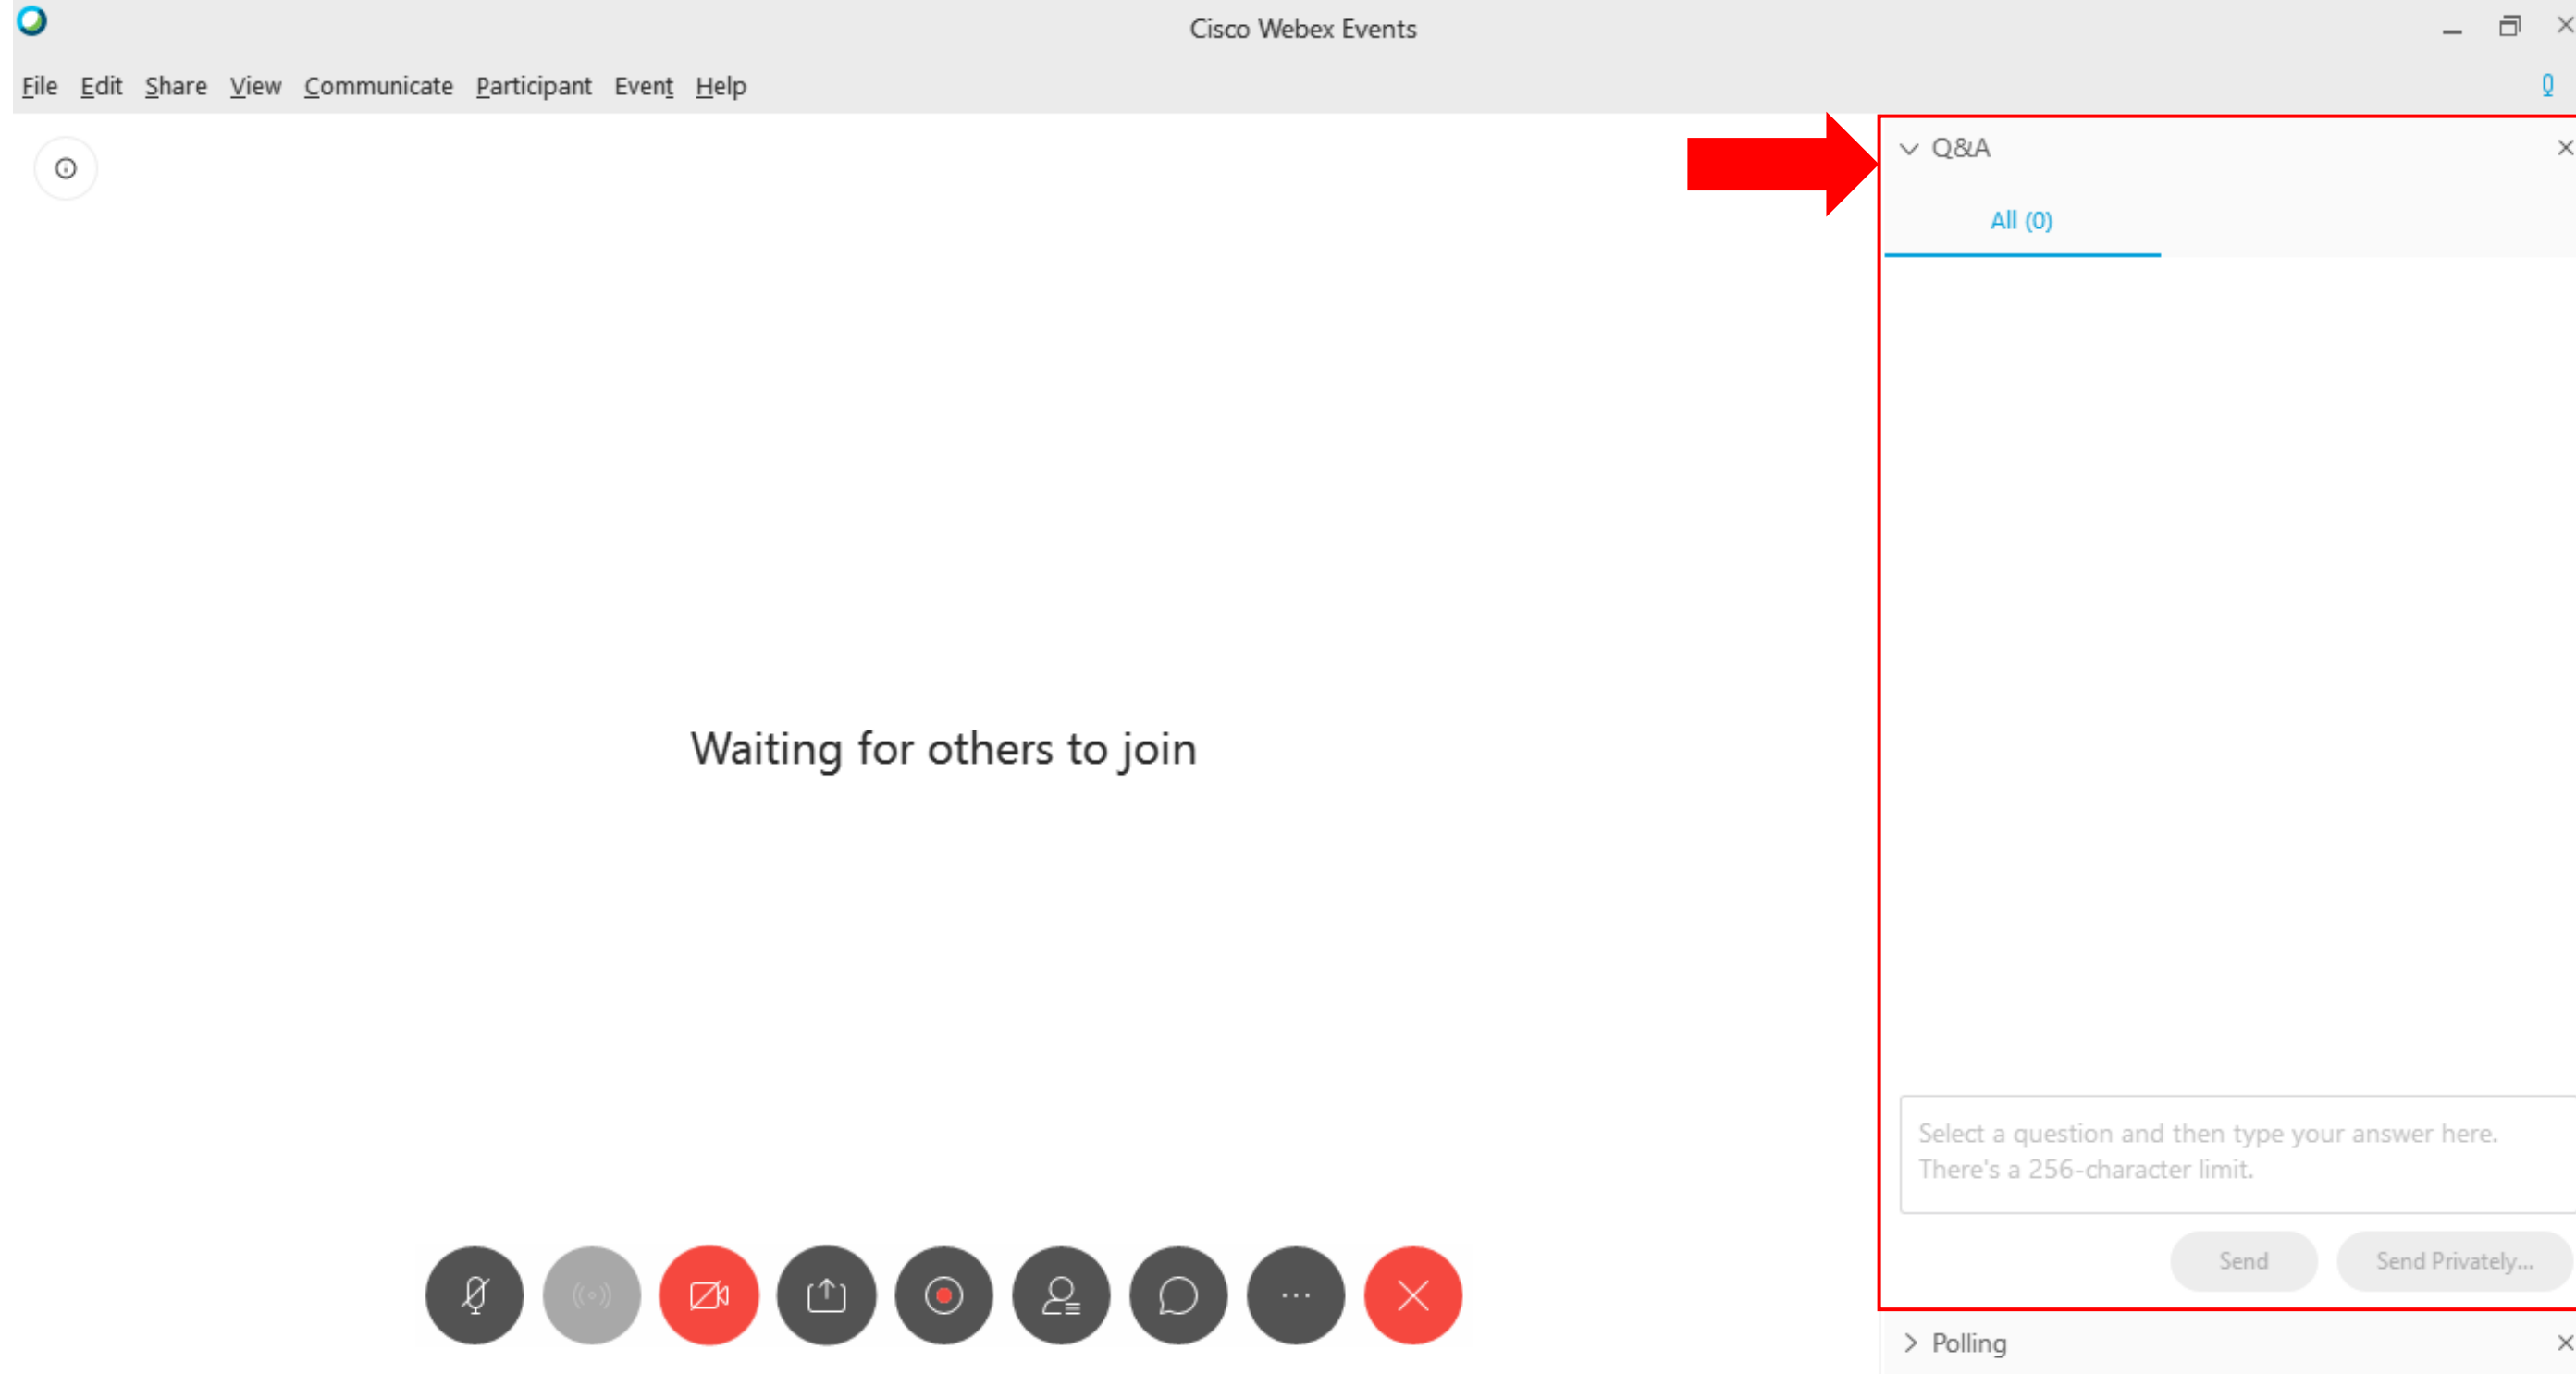 Cisco Webex Events
File Edit Share View Communicate Participant Event Help
Q&A
All (0)
Waiting for others to join
Select a question and then type your answer here.
There's a 256-character limit.
Send Send Privately...
Polling